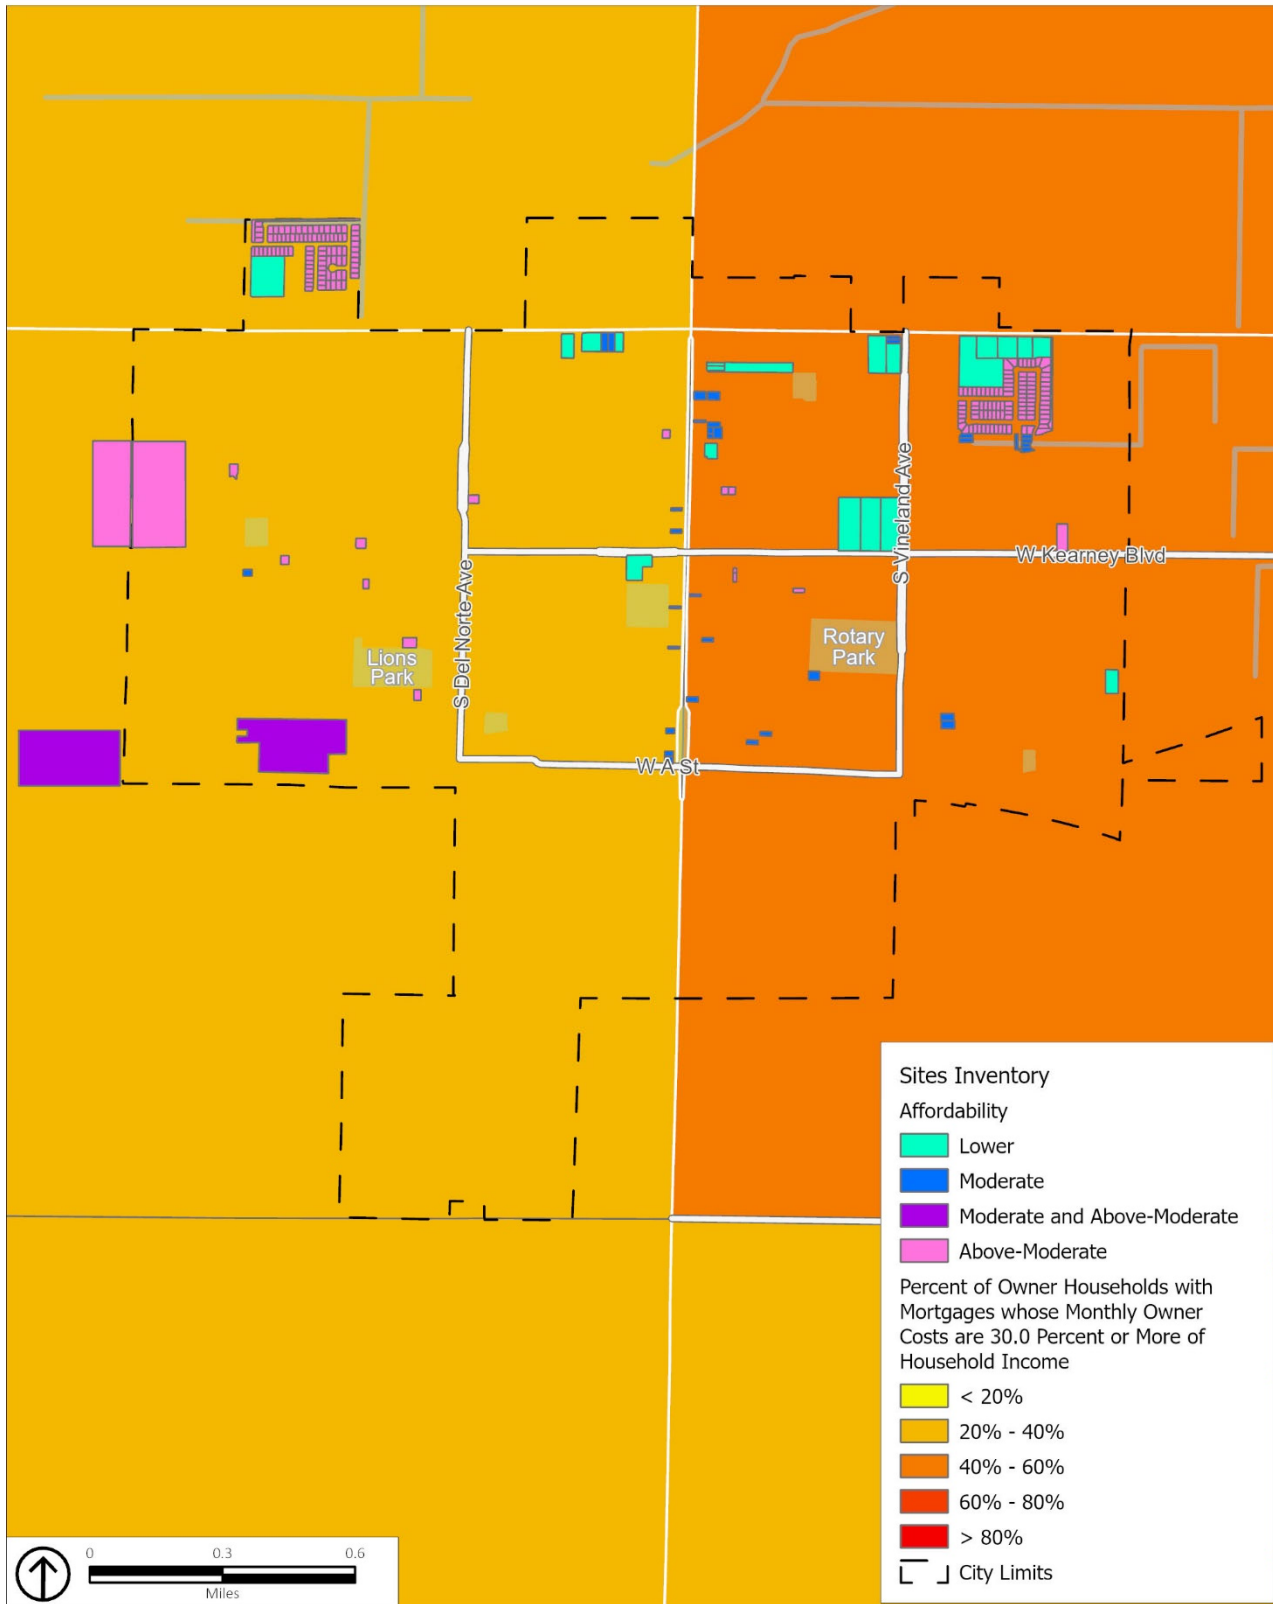 S Vineland Ave
W Kearney Blvd
S Del Norte Ave
Rotary
Park
Lions
Park
W A St
Sites Inventory
Affordability
Lower
Moderate
Moderate and Above-Moderate
Above-Moderate
Percent of Owner Households with
Mortgages whose Monthly Owner
Costs are 30.0 Percent or More of
Household Income
< 20%
20% - 40%
40% - 60%
60% - 80%
> 80%
City Limits
0 0.3 0.6
Miles